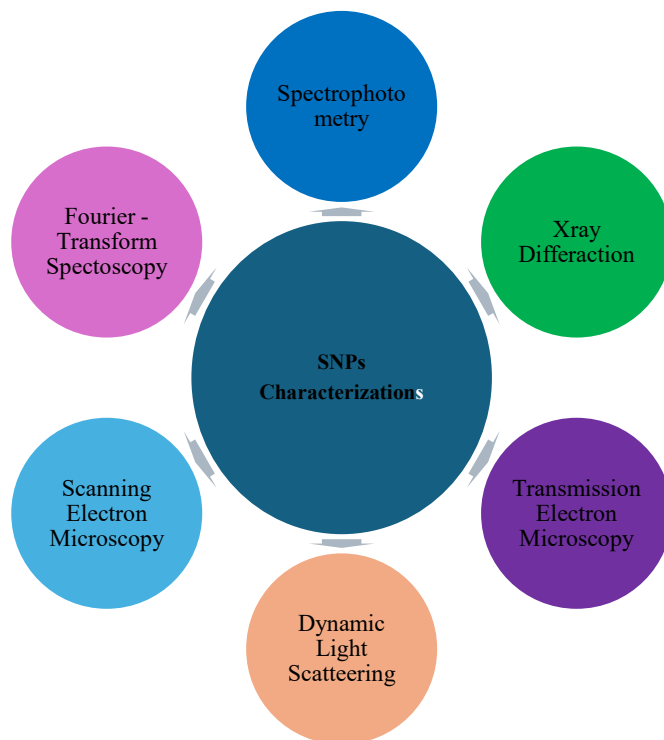 Spectrophoto
metry
Fourier -
Transform
Spectoscopy
Xray
Differaction
SNPs
Characterizations
Scanning
Electron
Microscopy
Transmission
Electron
Microscopy
Dynamic
Light
Scatteering